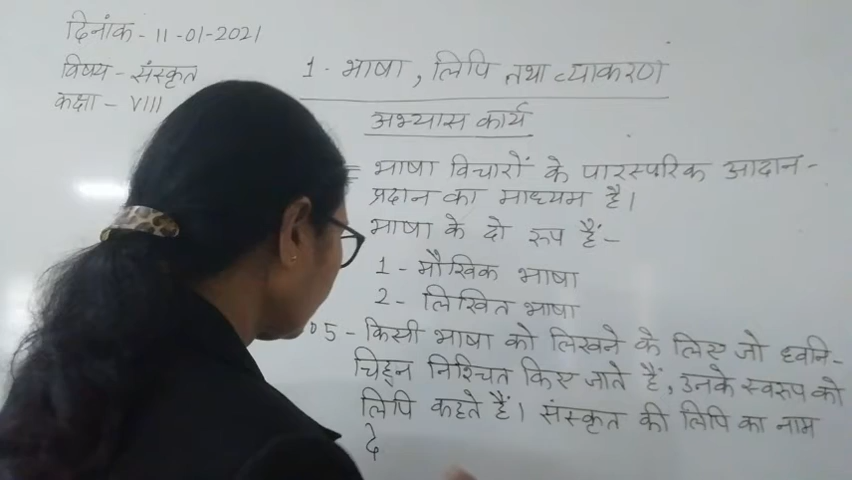 दिनांक - 11-01-2021
विषय - संस्कृत
कक्षा - VIII
1 - भाषा, लिपि तथा व्याकरण
अभ्यास कार्य
= भाषा विचारों के पारस्परिक आदान-
प्रदान का माध्यम है।
भाषा के दो रूप हैं-
1 - मौखिक भाषा
2 - लिखित भाषा
5 - किसी भाषा को लिखने के लिए जो ध्वनि-
चिह्न निश्चित किए जाते हैं, उनके स्वरूप को
लिपि कहते हैं। संस्कृत की लिपि का नाम
दे